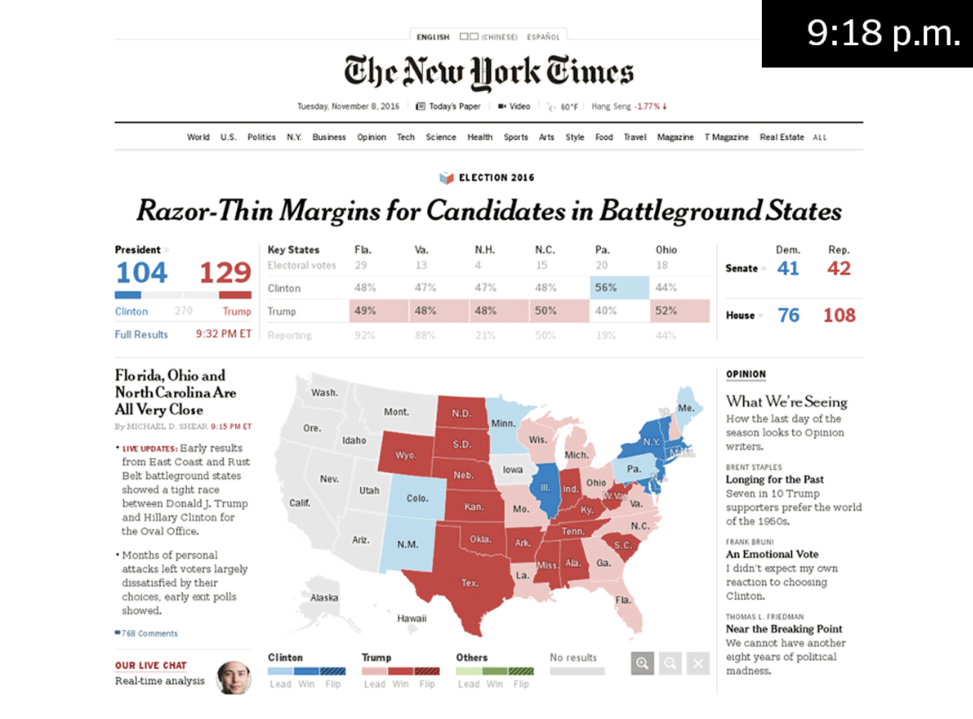 9:18 p.m.
ENGLISH □□ (CHINESE) ESPAÑOL
The New York Times
Tuesday, November 8, 2016 Today's Paper Video 60°F Hang Seng -1.77% ↓
World U.S. Politics N.Y. Business Opinion Tech Science Health Sports Arts Style Food Travel Magazine T Magazine Real Estate ALL
ELECTION 2016
Razor-Thin Margins for Candidates in Battleground States
President »
104 129
Clinton 270 Trump
Full Results 9:32 PM ET
Key States Fla. Va. N.H. N.C. Pa. Ohio
Electoral votes 29 13 4 15 20 18
Clinton 48% 47% 47% 48% 56% 44%
Trump 49% 48% 48% 50% 40% 52%
Reporting 92% 88% 21% 50% 19% 44%
Dem. Rep.
Senate » 41 42
House » 76 108
Florida, Ohio and
North Carolina Are
All Very Close
By MICHAEL D. SHEAR 9:15 PM ET
• LIVE UPDATES: Early results
from East Coast and Rust
Belt battleground states
showed a tight race
between Donald J. Trump
and Hillary Clinton for
the Oval Office.
• Months of personal
attacks left voters largely
dissatisfied by their
choices, early exit polls
showed.
768 Comments
OUR LIVE CHAT
Real-time analysis
Wash.
Ore.
Idaho
Mont.
N.D.
Minn.
Me.
S.D.
Wis.
N.Y.
Mass.
Wyo.
Mich.
Nev.
Neb.
Iowa
Pa.
Utah
Colo.
Ill.
Ind.
Ohio
W.Va.
Va.
Calif.
Kan.
Mo.
Ky.
N.C.
Ariz.
N.M.
Okla.
Ark.
Tenn.
S.C.
Tex.
La.
Miss.
Ala.
Ga.
Fla.
Alaska
Hawaii
Clinton Trump Others No results
Lead Win Flip Lead Win Flip Lead Win Flip
OPINION
What We're Seeing
How the last day of the
season looks to Opinion
writers.
BRENT STAPLES
Longing for the Past
Seven in 10 Trump
supporters prefer the world
of the 1950s.
FRANK BRUNI
An Emotional Vote
I didn't expect my own
reaction to choosing
Clinton.
THOMAS L. FRIEDMAN
Near the Breaking Point
We cannot have another
eight years of political
madness.